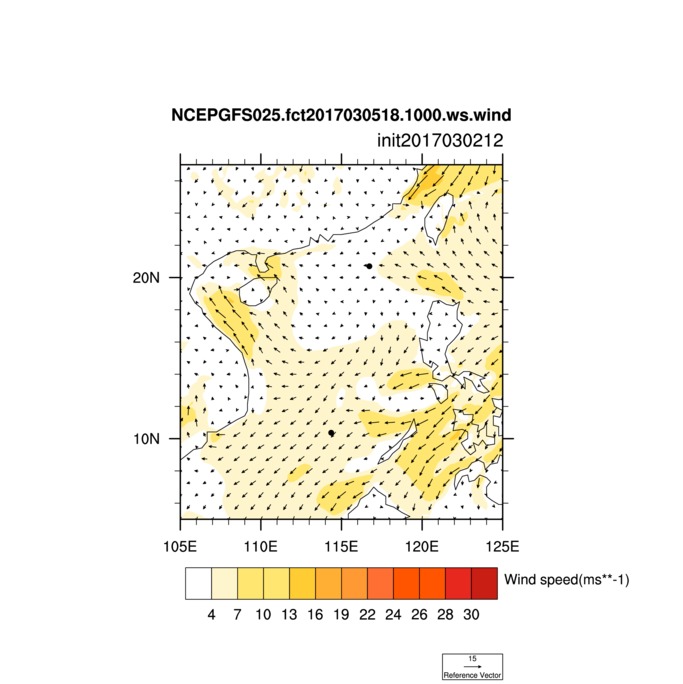 NCEPGFS025.fct2017030518.1000.ws.wind
init2017030212
20N
10N
105E 110E 115E 120E 125E
Wind speed(ms**-1)
4 7 10 13 16 19 22 24 26 28 30
15
Reference Vector